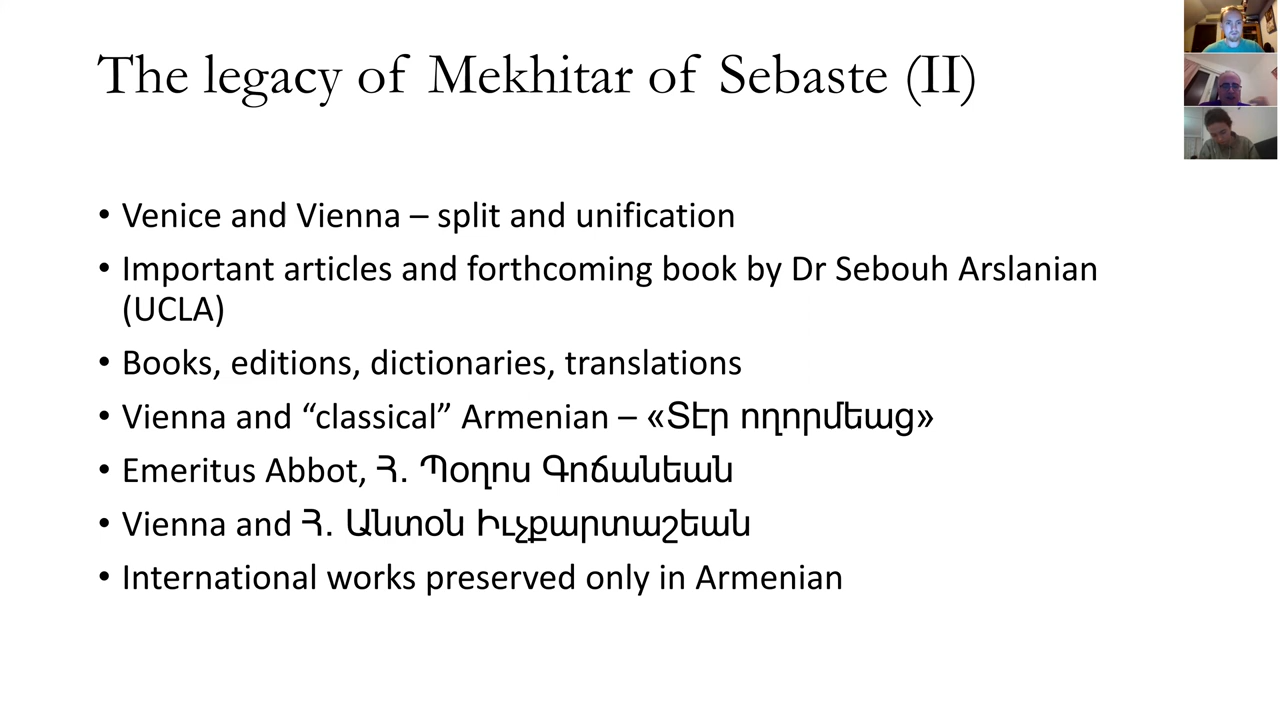 The legacy of Mekhitar of Sebaste (II)
• Venice and Vienna – split and unification
• Important articles and forthcoming book by Dr Sebouh Arslanian
(UCLA)
• Books, editions, dictionaries, translations
• Vienna and “classical” Armenian – «Տէր ողորմեաց»
• Emeritus Abbot, Հ. Պօղոս Գոճանեան
• Vienna and Հ. Անտօն Իւչքարտաշեան
• International works preserved only in Armenian